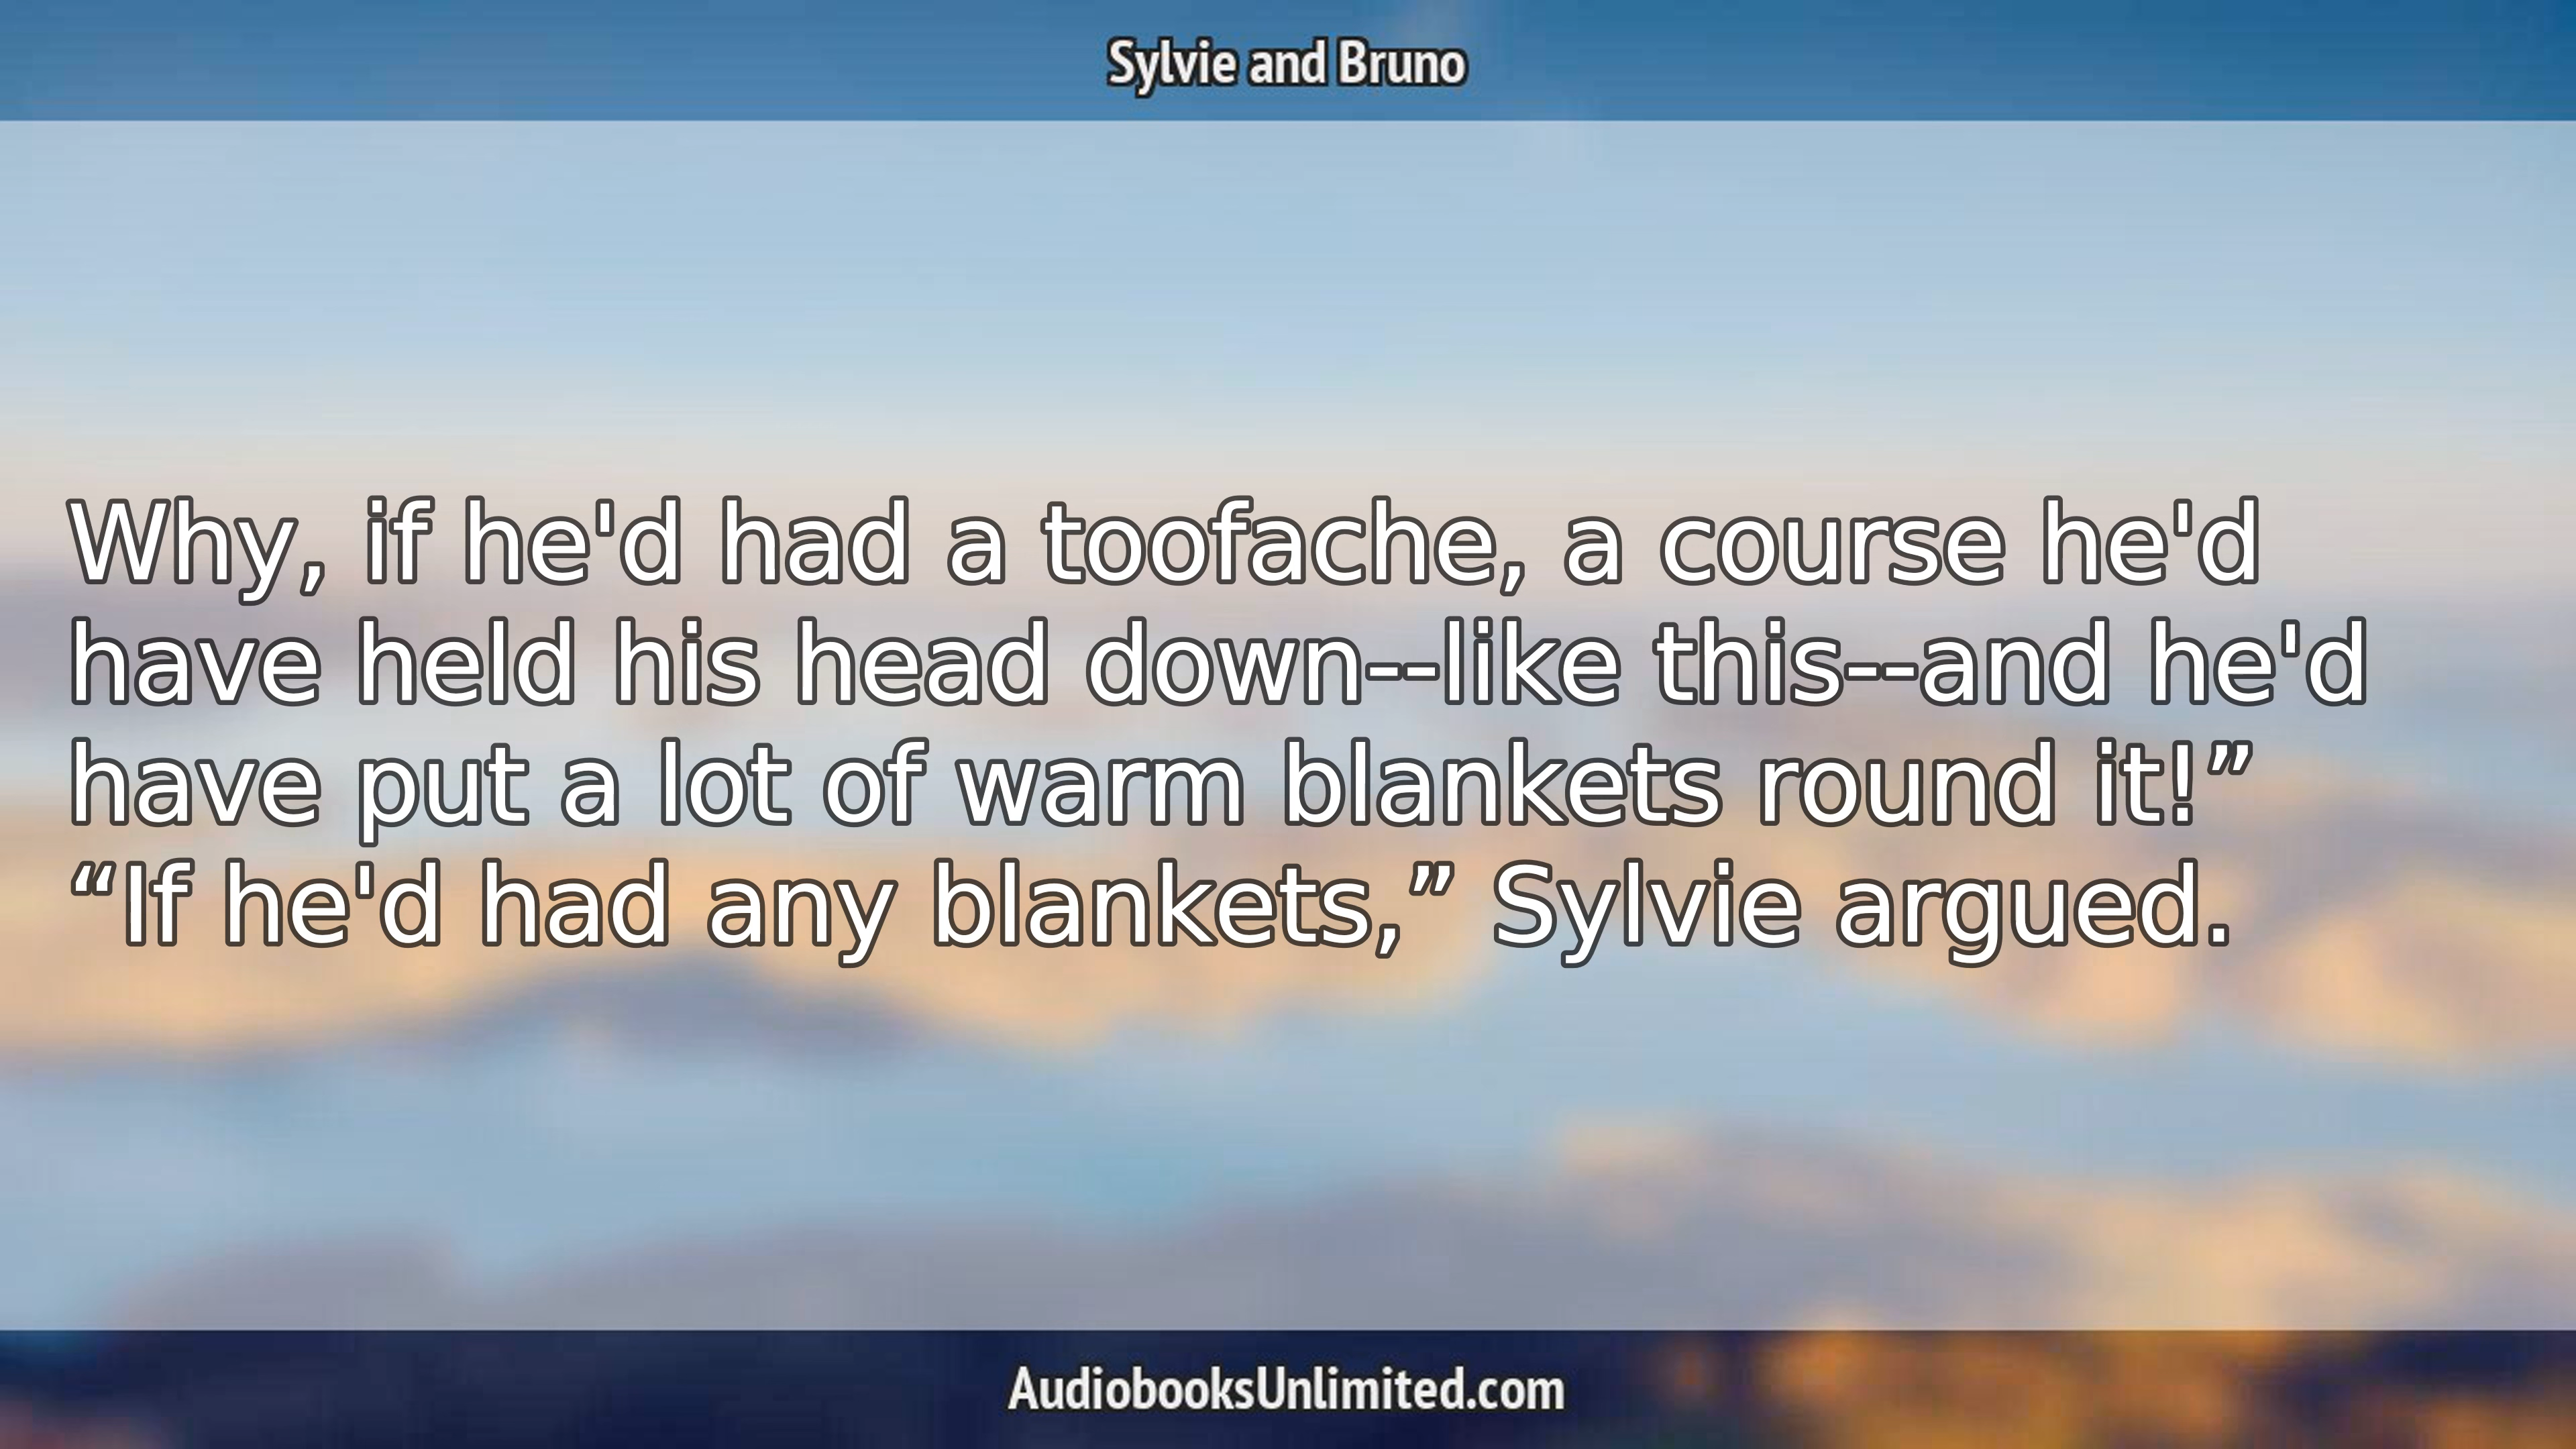 Sylvie and Bruno
Why, if he'd had a toofache, a course he'd
have held his head down--like this--and he'd
have put a lot of warm blankets round it!”
“If he'd had any blankets,” Sylvie argued.
AudiobooksUnlimited.com